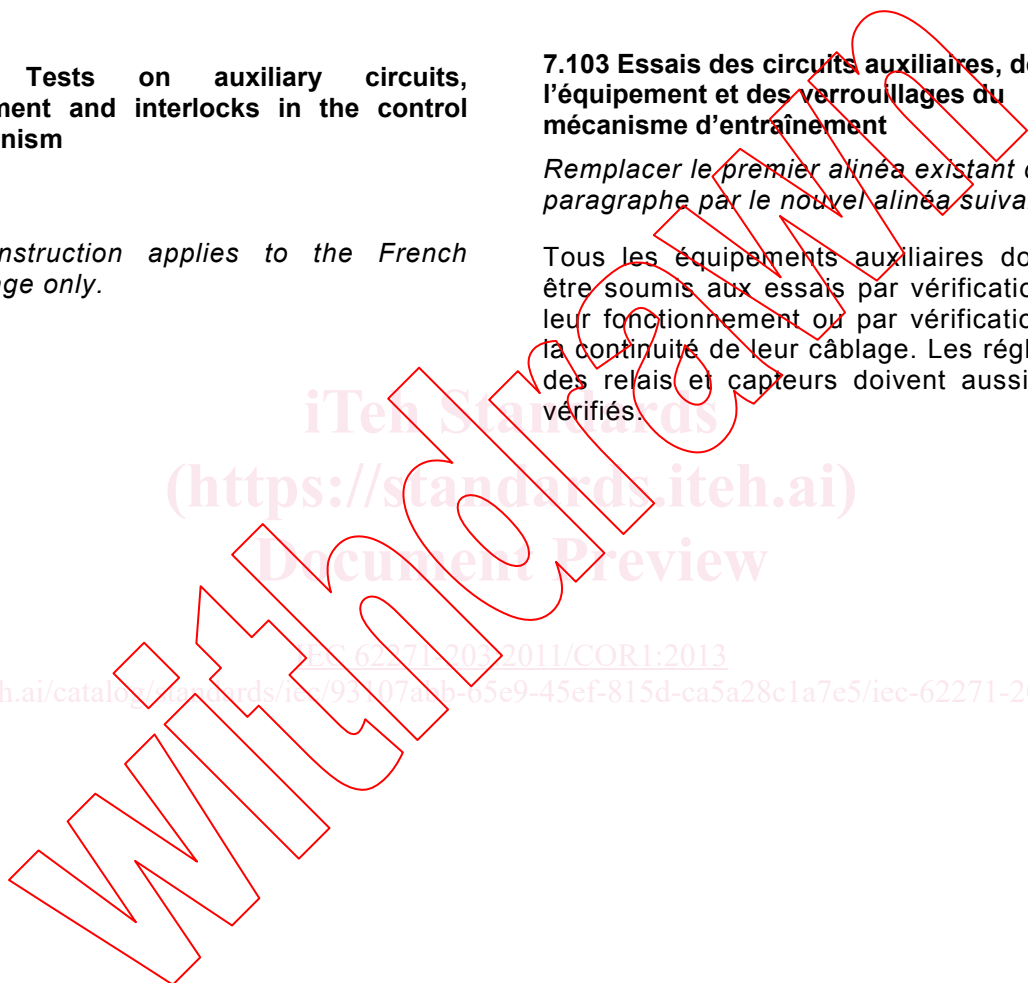 Tests on auxiliary circuits,
ment and interlocks in the control
nism
nstruction applies to the French
ge only.
7.103 Essais des circuits auxiliaires, de
l'équipement et des verrouillages du
mécanisme d'entraînement
Remplacer le premier alinéa existant
paragraphe par le nouvel alinéa suiva
Tous les équipements auxiliaires do
être soumis aux essais par vérificatio
leur fonctionnement ou par vérificatio
la continuité de leur câblage. Les régl
des relais et capteurs doivent aussi
vérifiés.
iTeh Standards
(https://standards.iteh.ai)
Document Preview
IEC 62271-203:2011/COR1:2013
h.ai/catalog/standards/iec/93107abb-65e9-45ef-815d-ca5a28c1a7e5/iec-62271-2
withdrawn